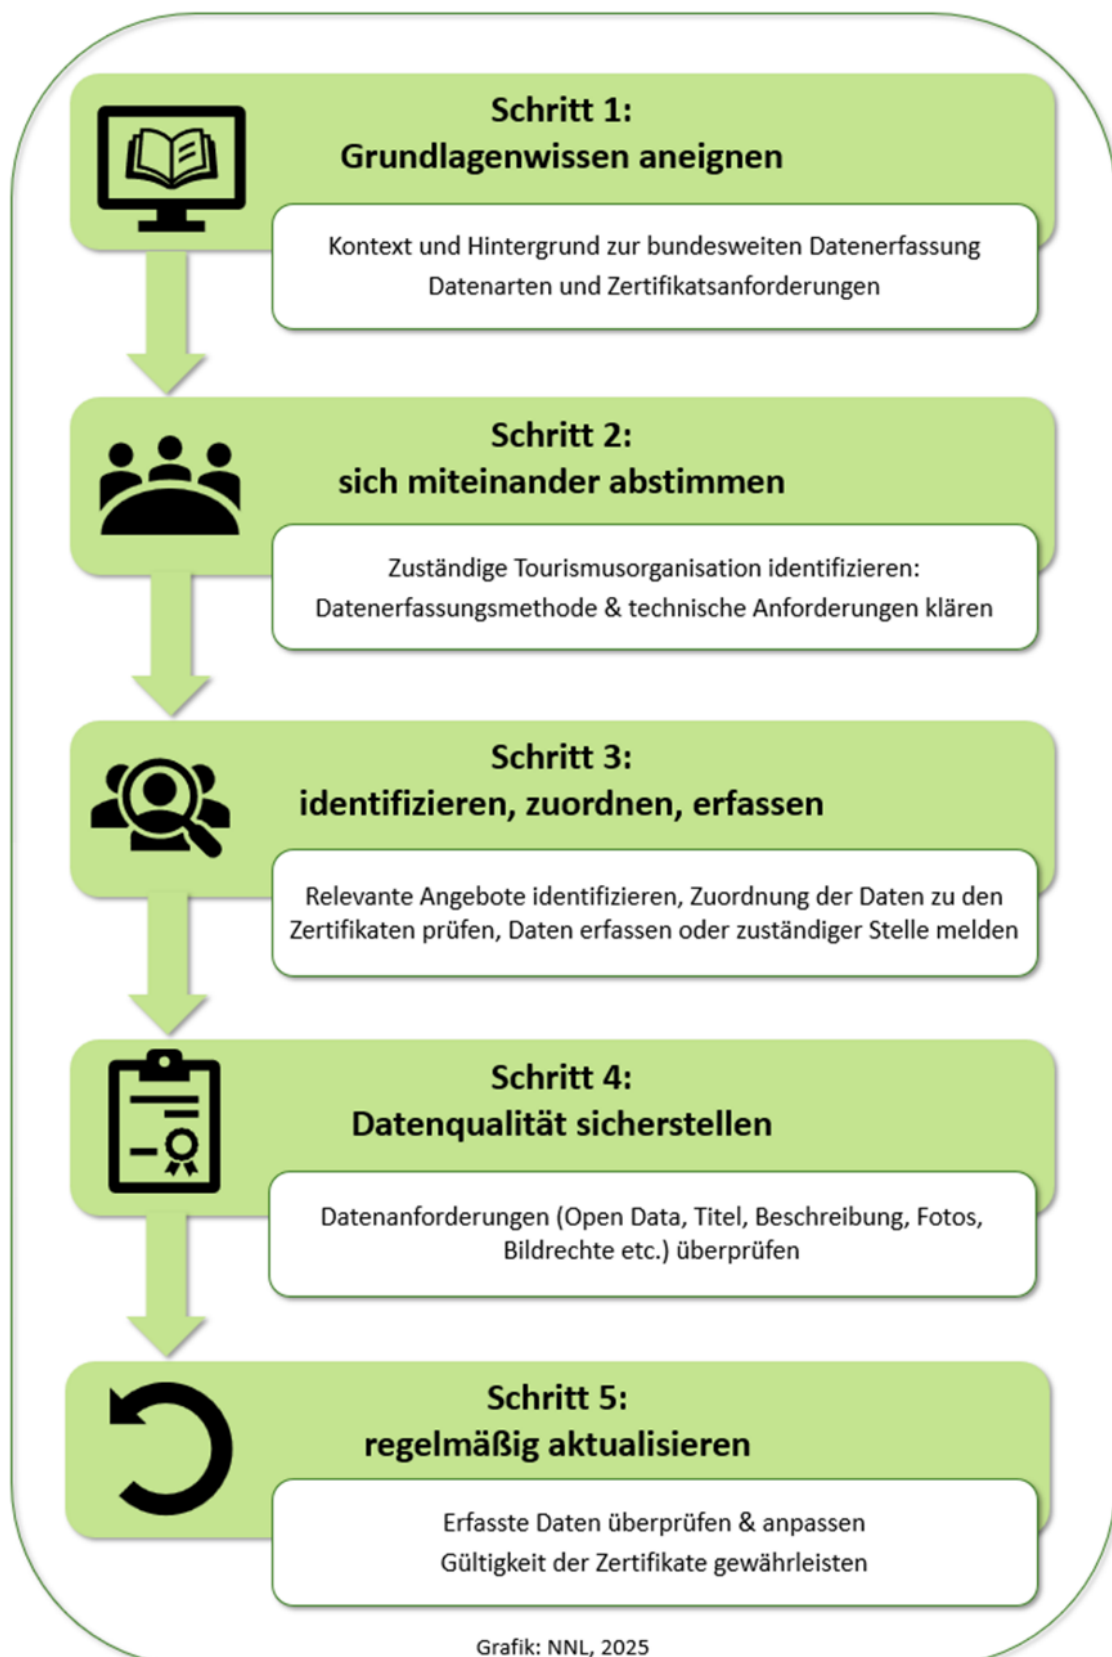 Schritt 1:
Grundlagenwissen aneignen
Kontext und Hintergrund zur bundesweiten Datenerfassung
Datenarten und Zertifikatsanforderungen
Schritt 2:
sich miteinander abstimmen
Zuständige Tourismusorganisation identifizieren:
Datenerfassungsmethode & technische Anforderungen klären
Schritt 3:
identifizieren, zuordnen, erfassen
Relevante Angebote identifizieren, Zuordnung der Daten zu den
Zertifikaten prüfen, Daten erfassen oder zuständiger Stelle melden
Schritt 4:
Datenqualität sicherstellen
Datenanforderungen (Open Data, Titel, Beschreibung, Fotos,
Bildrechte etc.) überprüfen
Schritt 5:
regelmäßig aktualisieren
Erfasste Daten überprüfen & anpassen
Gültigkeit der Zertifikate gewährleisten
Grafik: NNL, 2025